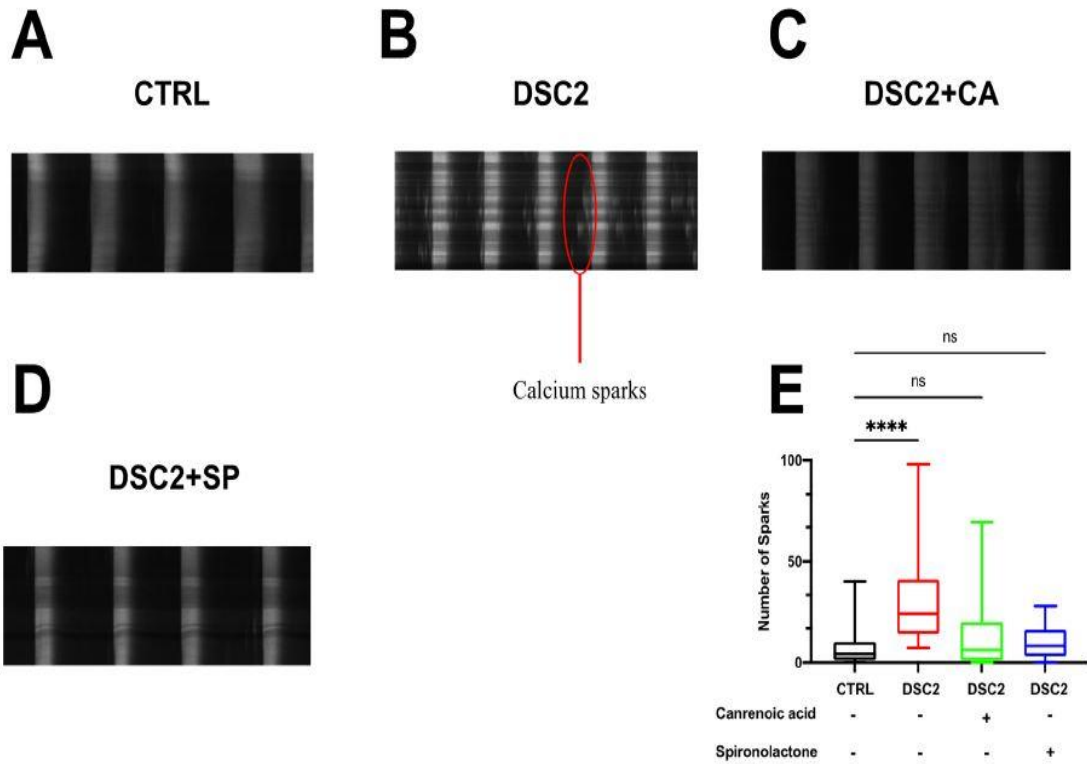 A
CTRL
B
DSC2
Calcium sparks
C
DSC2+CA
D
DSC2+SP
E
ns
ns
****
Number of Sparks
100
50
0
CTRL DSC2 DSC2 DSC2
Canrenoic acid - - + -
Spironolactone - - - +